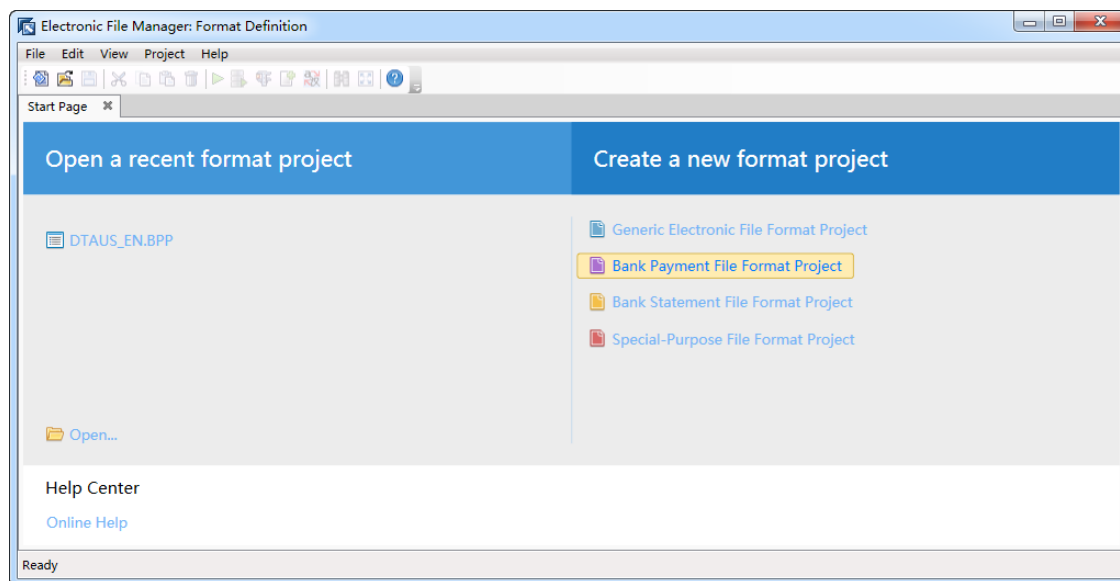 Electronic File Manager: Format Definition
File Edit View Project Help
Start Page
Open a recent format project
DTAUS_EN.BPP
Open...
Create a new format project
Generic Electronic File Format Project
Bank Payment File Format Project
Bank Statement File Format Project
Special-Purpose File Format Project
Help Center
Online Help
Ready